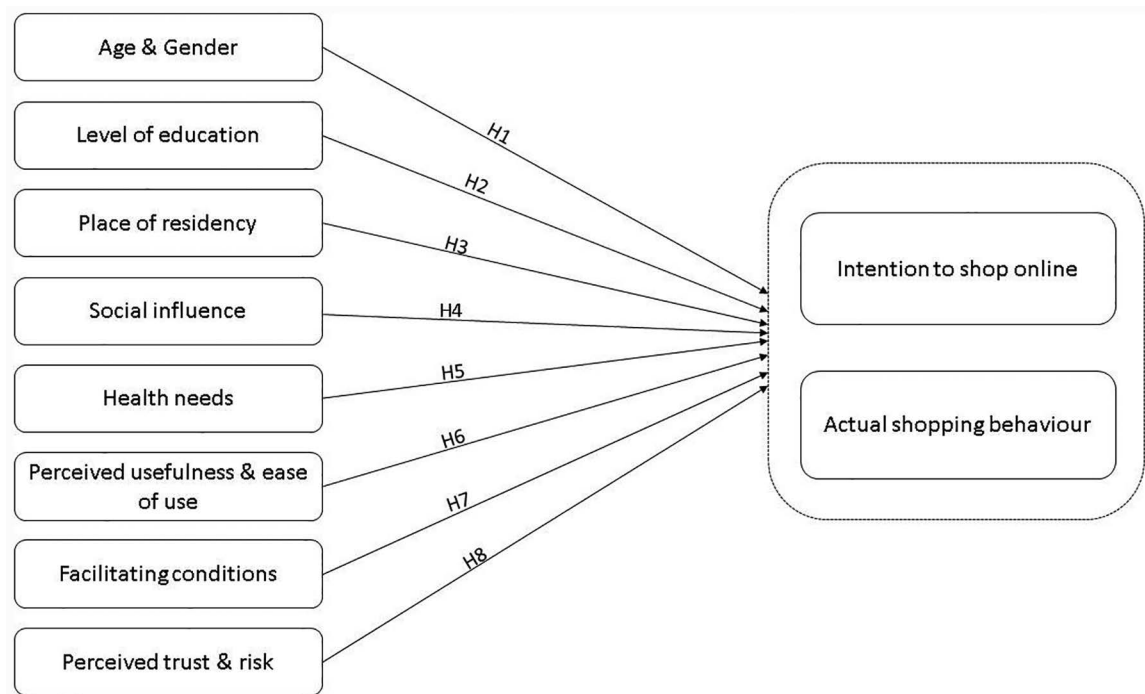 Age & Gender
H1
Level of education
H2
Place of residency
H3
Social influence
H4
Health needs
H5
Perceived usefulness & ease
of use
H6
Facilitating conditions
H7
Perceived trust & risk
H8
Intention to shop online
Actual shopping behaviour